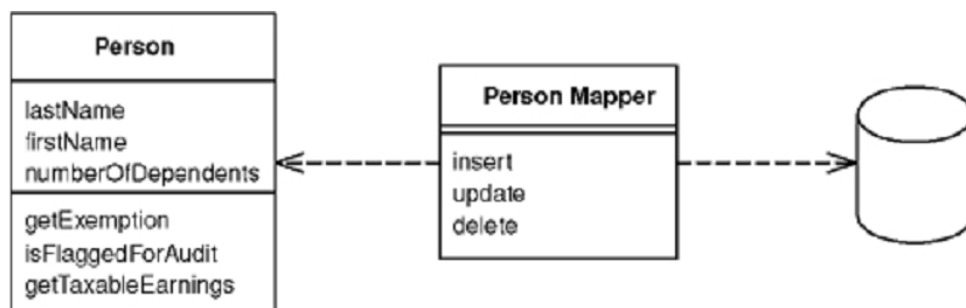 Person
lastName
firstName
numberOfDependents
getExemption
isFlaggedForAudit
getTaxableEarnings
Person Mapper
insert
update
delete